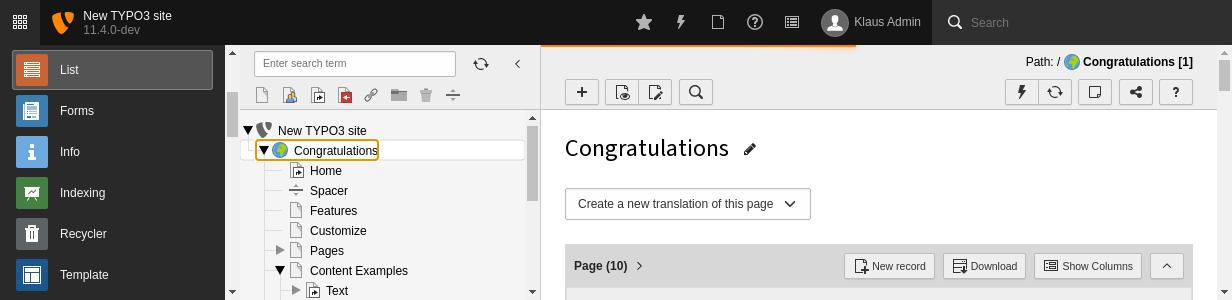 New TYPO3 site
11.4.0-dev
Klaus Admin
Search
List
Forms
Info
Indexing
Recycler
Template
Enter search term
New TYPO3 site
Congratulations
Home
Spacer
Features
Customize
Pages
Content Examples
Text
Path: / Congratulations [1]
Congratulations
Create a new translation of this page
Page (10)
New record
Download
Show Columns